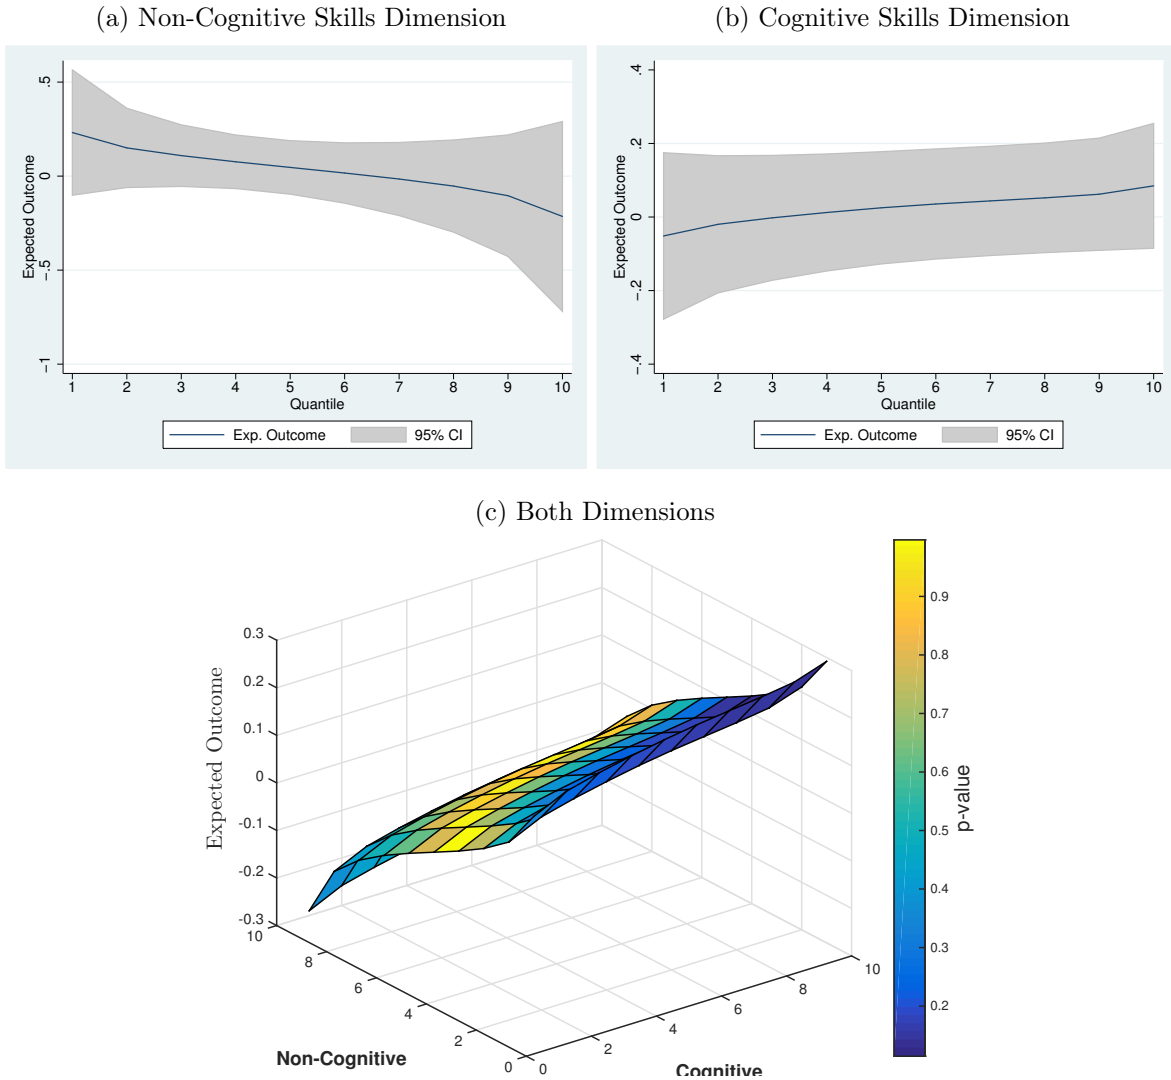 (a) Non-Cognitive Skills Dimension
(b) Cognitive Skills Dimension
Expected Outcome
.5
0
-.5
-1
1 2 3 4 5 6 7 8 9 10
Quantile
Exp. Outcome 95% CI
Expected Outcome
.4
.2
0
-.2
-.4
1 2 3 4 5 6 7 8 9 10
Quantile
Exp. Outcome 95% CI
(c) Both Dimensions
Expected Outcome
0.3
0.2
0.1
0
-0.1
-0.2
-0.3
10
8
6
4
2
0
Non-Cognitive
0
2
4
6
8
10
Cognitive
0.9
0.8
0.7
0.6
0.5
0.4
0.3
0.2
p-value